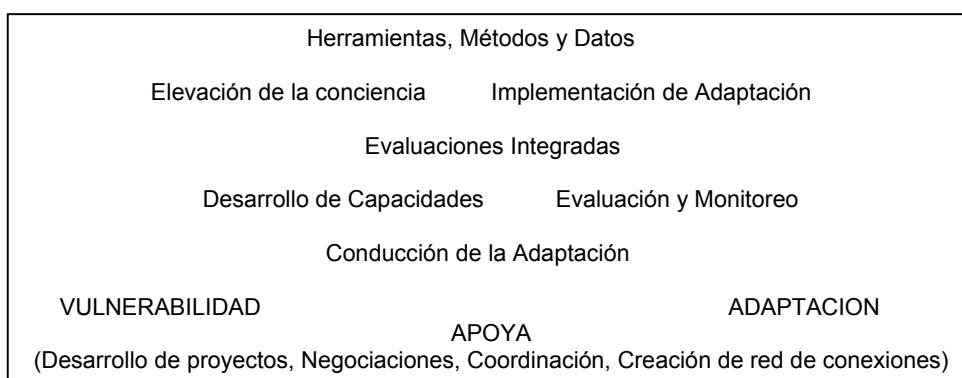 Herramientas, Métodos y Datos
Elevación de la conciencia Implementación de Adaptación
Evaluaciones Integradas
Desarrollo de Capacidades Evaluación y Monitoreo
Conducción de la Adaptación
VULNERABILIDAD ADAPTACION
APOYA
(Desarrollo de proyectos, Negociaciones, Coordinación, Creación de red de conexiones)